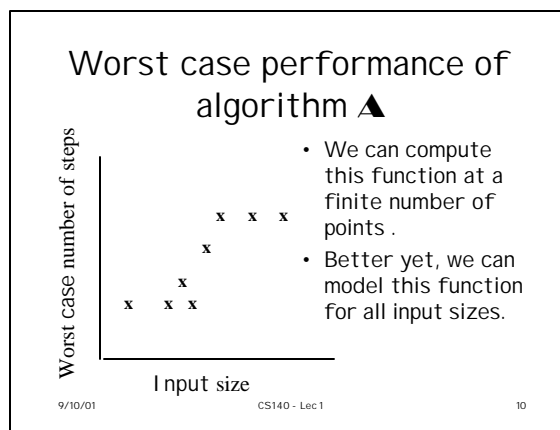 Worst case performance of
algorithm A
Worst case number of steps
x x x
x
x
x x x
Input size
• We can compute
this function at a
finite number of
points .
• Better yet, we can
model this function
for all input sizes.
9/10/01
CS140 - Lec 1
10